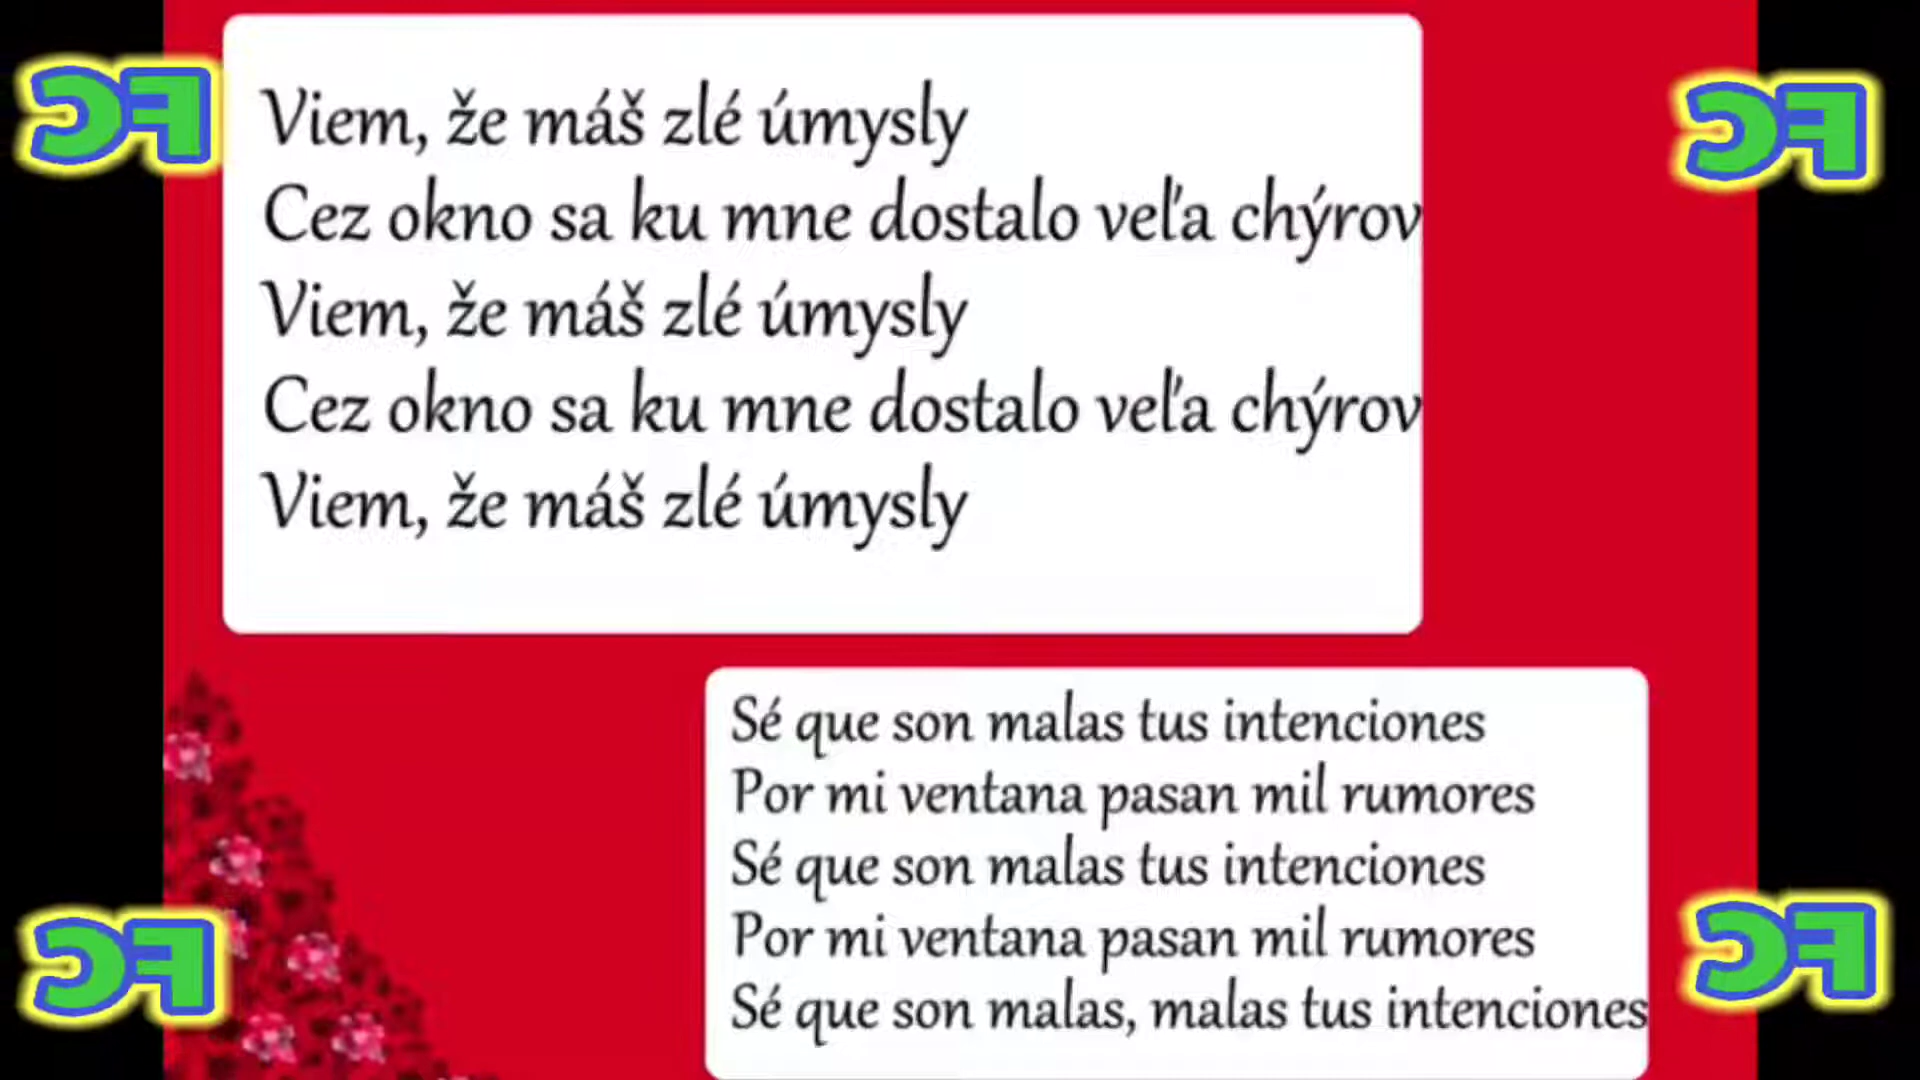 Viem, že máš zlé úmysly
Cez okno sa ku mne dostalo veľa chýrov
Viem, že máš zlé úmysly
Cez okno sa ku mne dostalo veľa chýrov
Viem, že máš zlé úmysly
Sé que son malas tus intenciones
Por mi ventana pasan mil rumores
Sé que son malas tus intenciones
Por mi ventana pasan mil rumores
Sé que son malas, malas tus intenciones